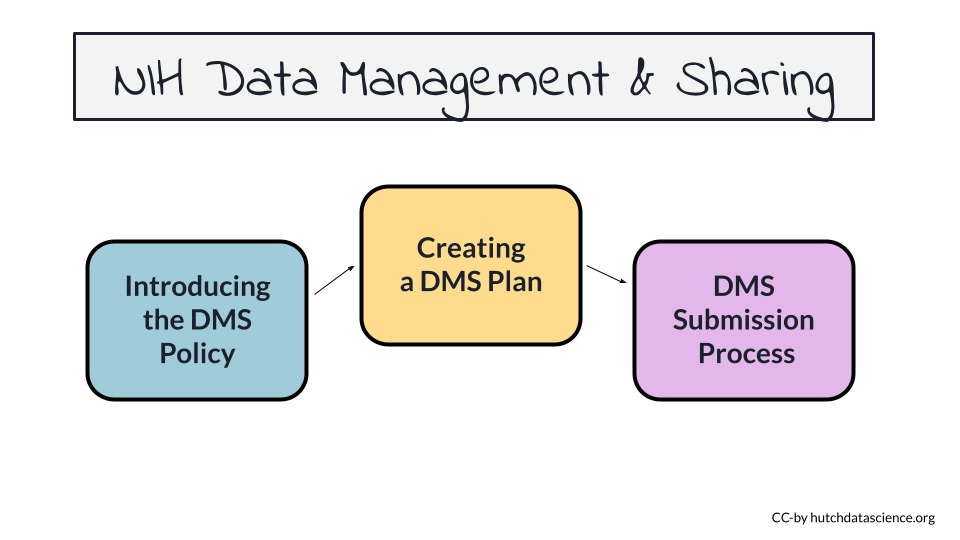 NIH Data Management & Sharing
Introducing
the DMS
Policy
Creating
a DMS Plan
DMS
Submission
Process
CC-by hutchdatascience.org